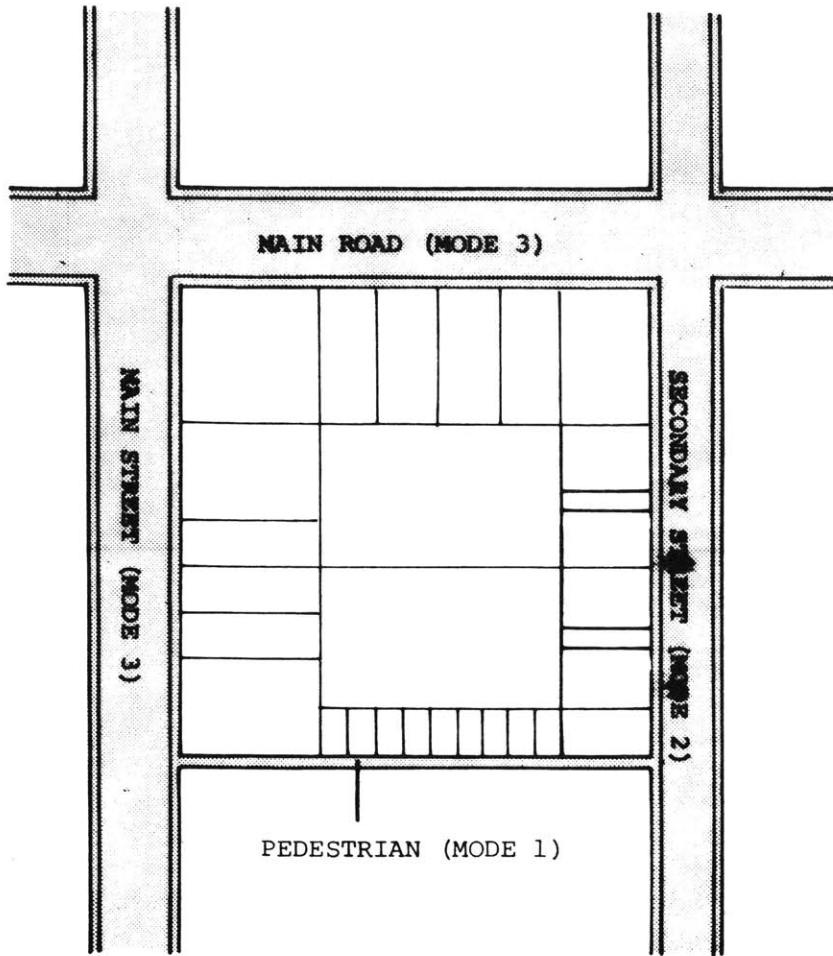 MAIN ROAD (MODE 3)
MAIN STREET (MODE 3)
SECONDARY STREET (MODE 2)
PEDESTRIAN (MODE 1)